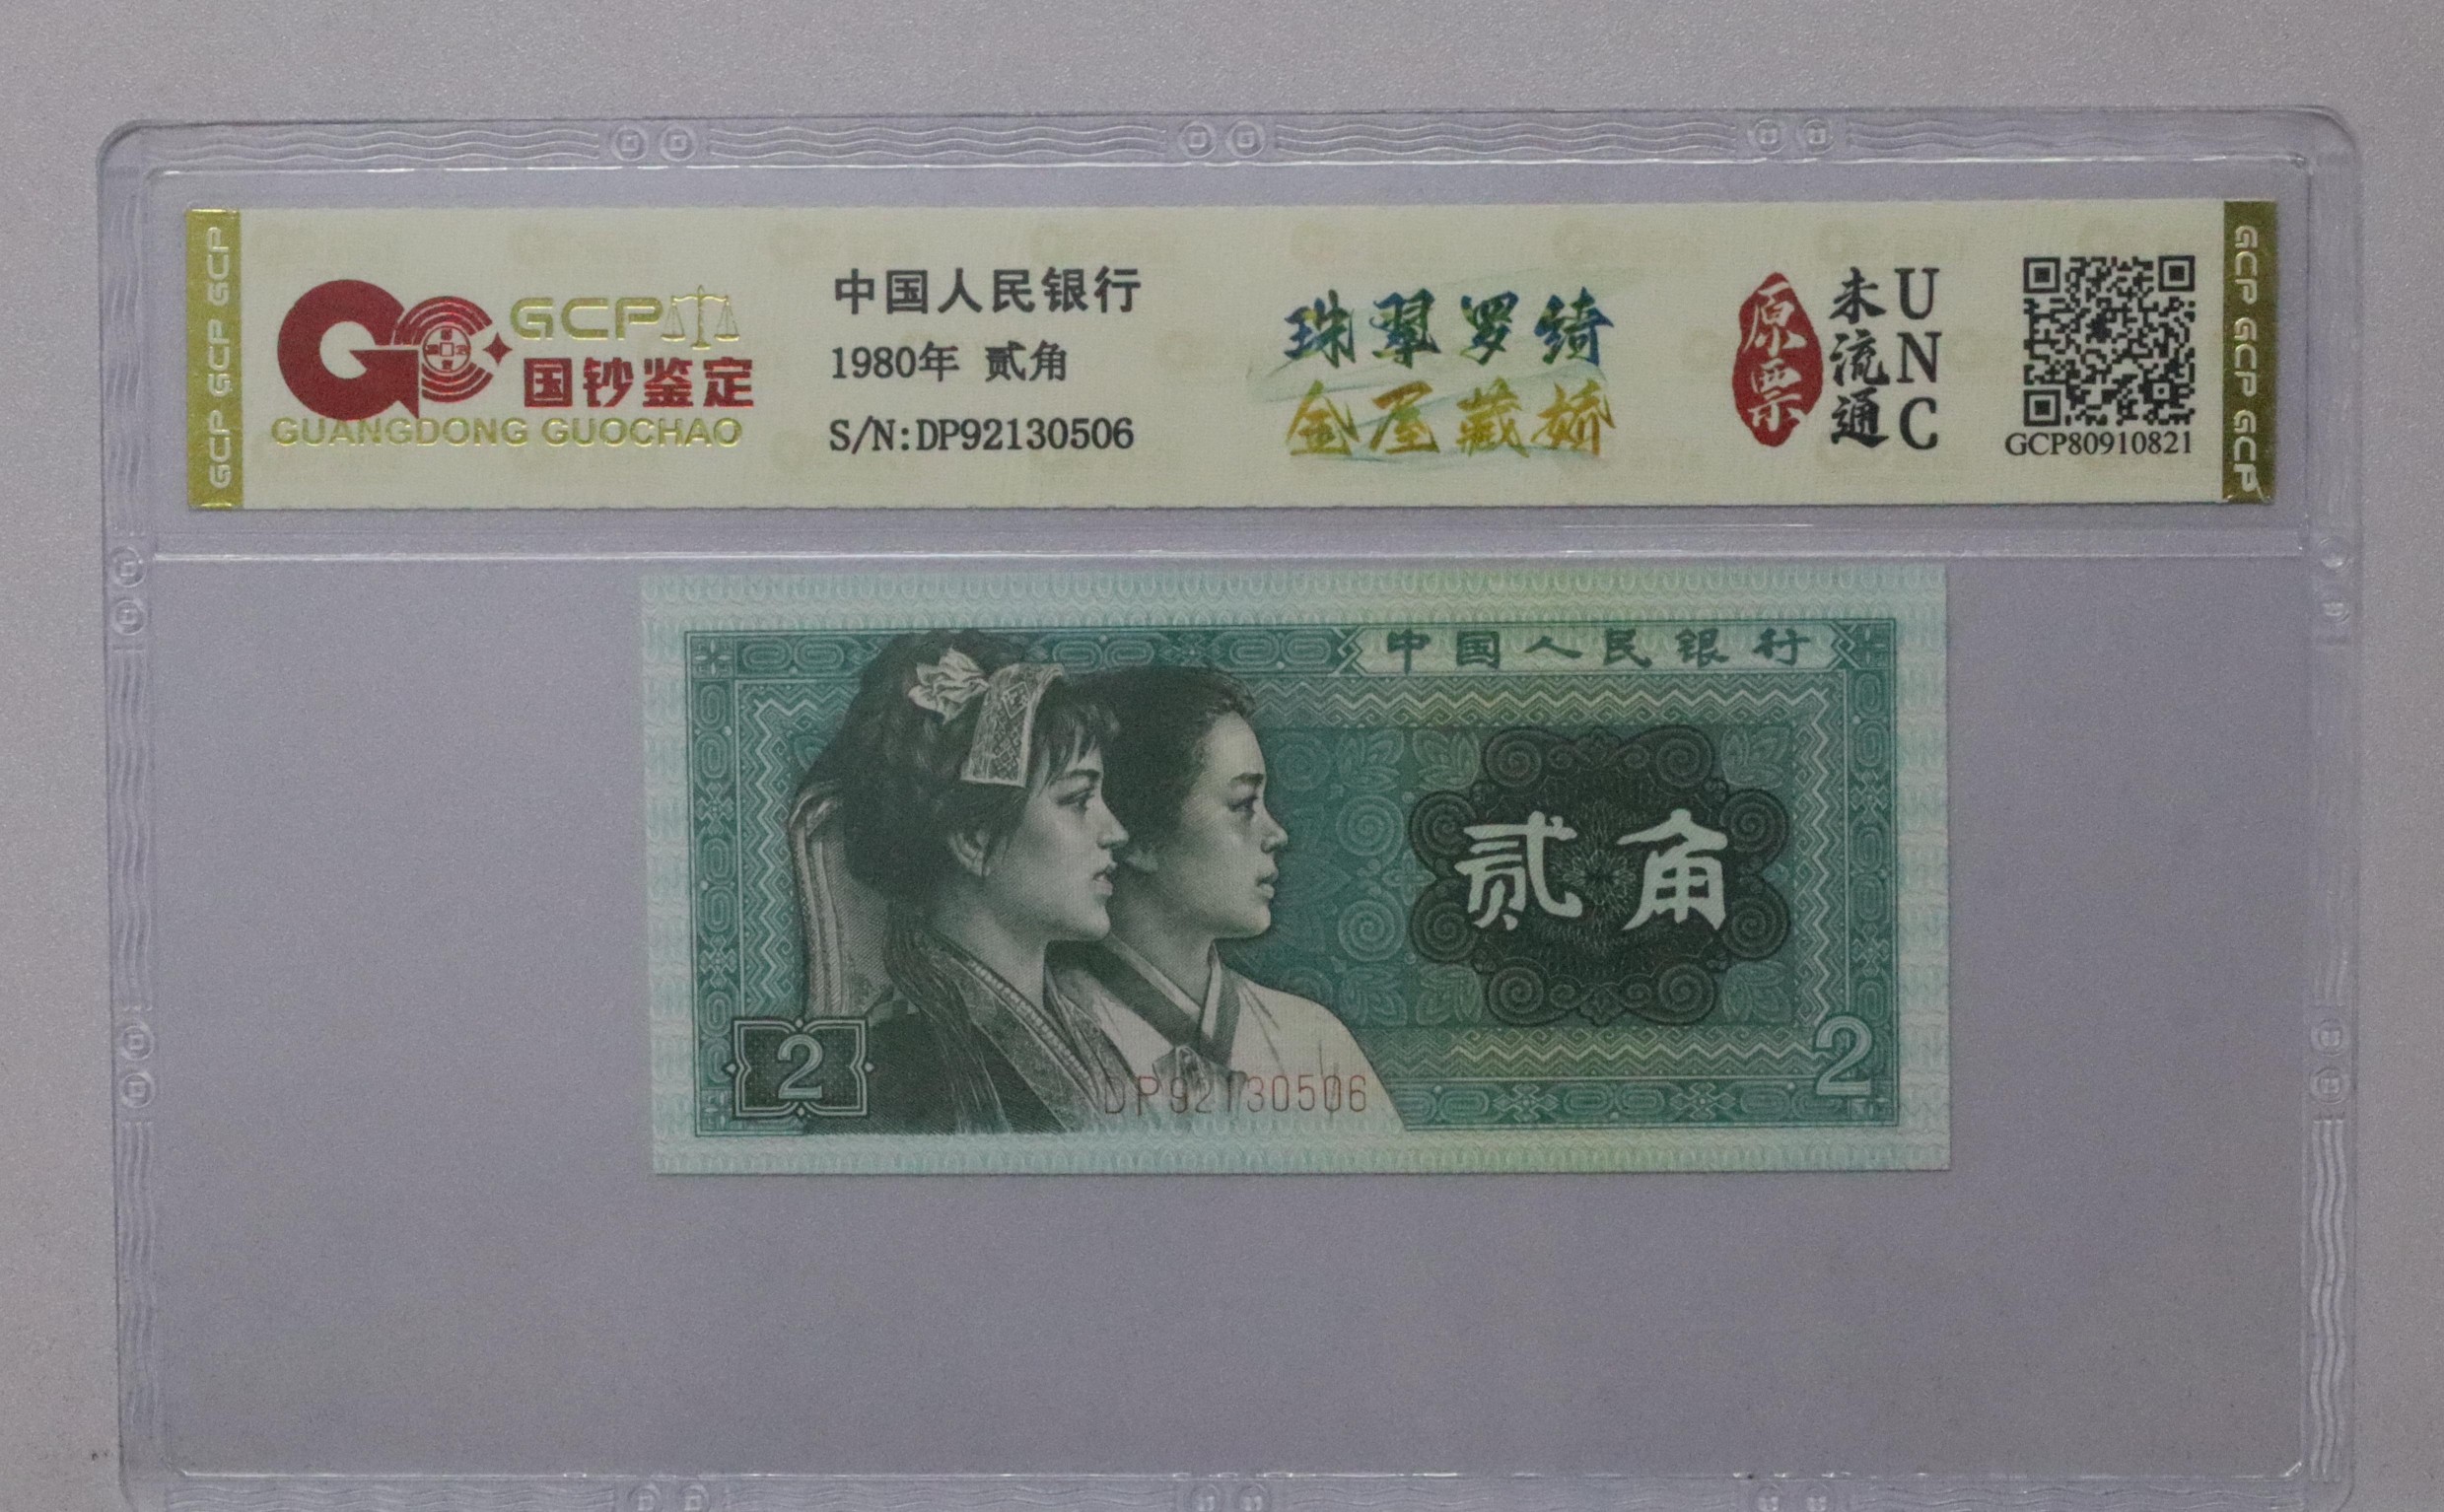 GCP GCP GCP
GCP
国钞鉴定
GUANGDONG GUOCHAO
中国人民银行
1980年 贰角
S/N:DP92130506
珠翠罗绮
金屋藏娇
原票
未流通
UNC
GCP80910821
GCP GCP GCP
中国人民银行
贰角
2
DP92130506
2